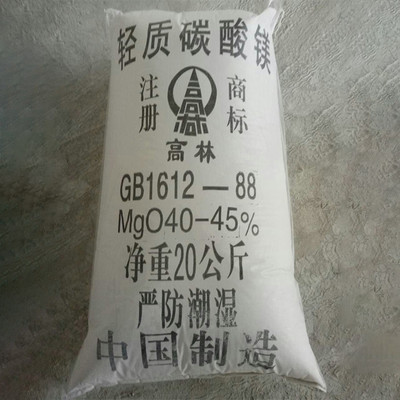 轻质碳酸镁
注册 商标
高林
GB1612-88
MgO40-45%
净重20公斤
严防潮湿
中国制造